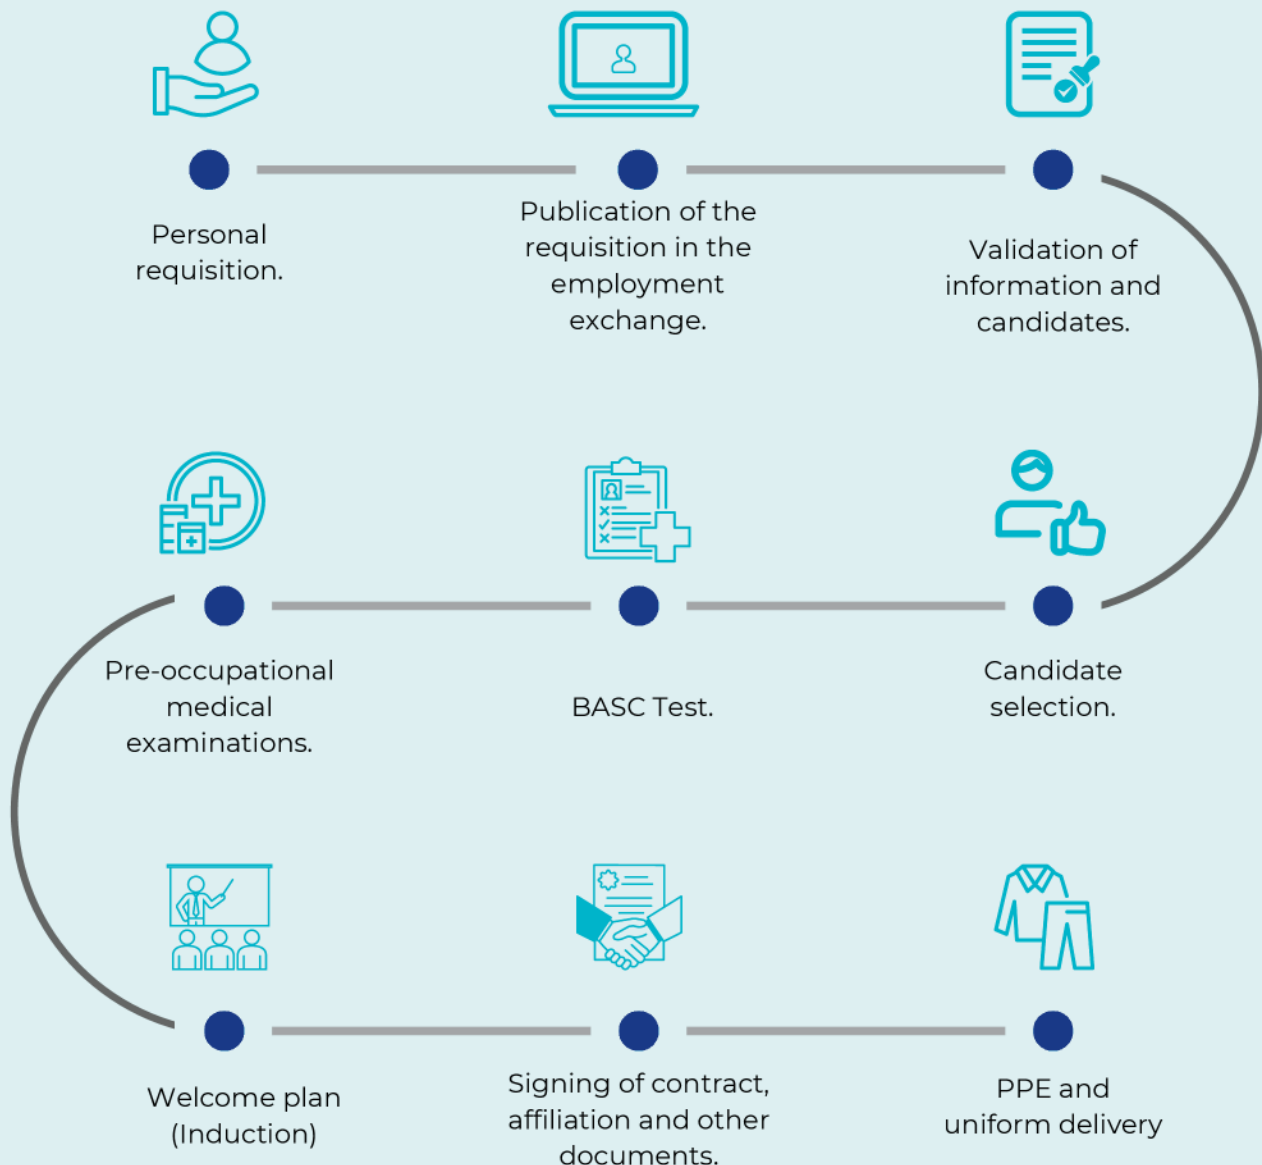 Personal
requisition.
Publication of the
requisition in the
employment
exchange.
Validation of
information and
candidates.
Candidate
selection.
BASC Test.
Pre-occupational
medical
examinations.
Welcome plan
(Induction)
Signing of contract,
affiliation and other
documents.
PPE and
uniform delivery